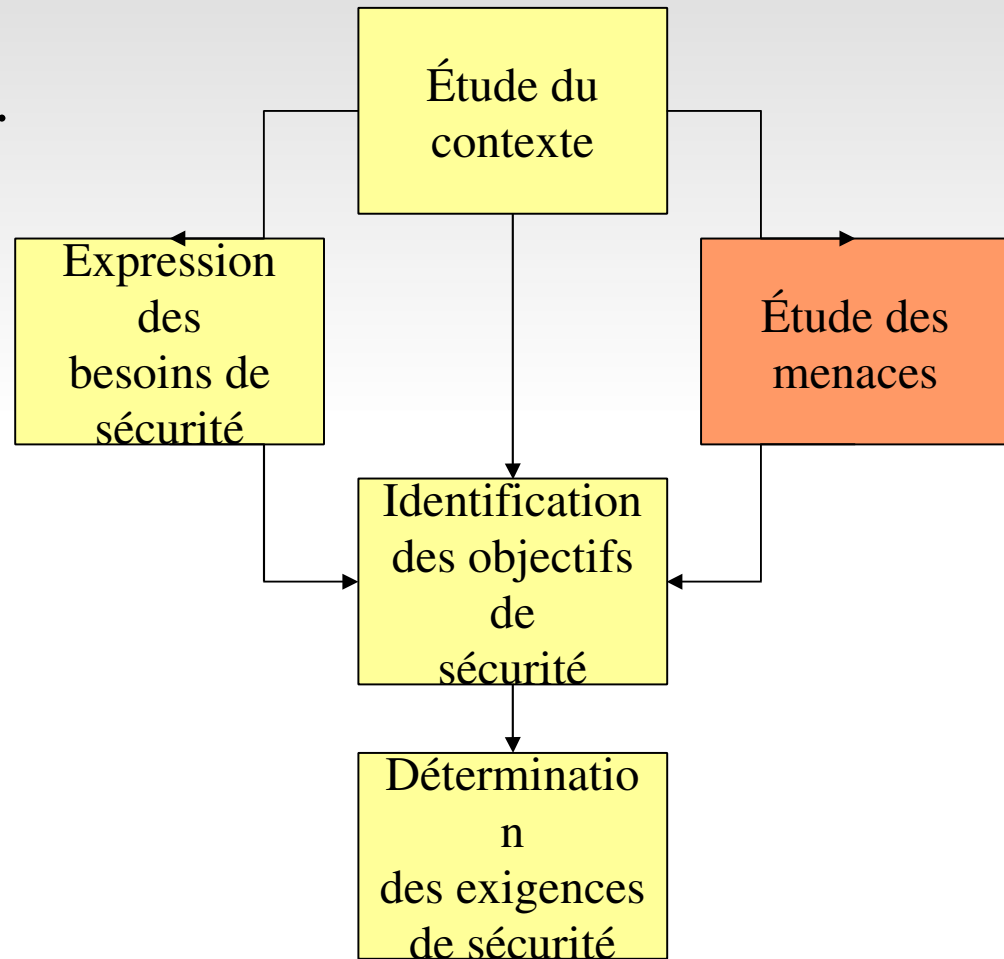 Étude du
contexte
.
Expression
des
besoins de
sécurité
Étude des
menaces
Identification
des objectifs
de
sécurité
Déterminatio
n
des exigences
de sécurité